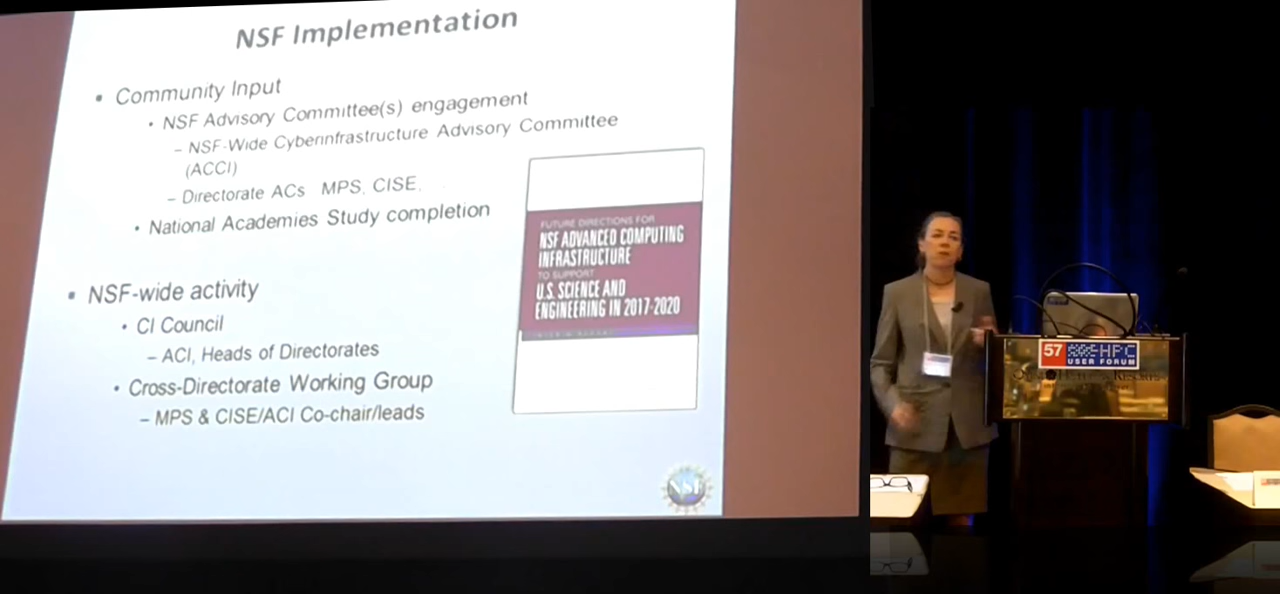 NSF Implementation
• Community Input
• NSF Advisory Committee(s) engagement
– NSF-Wide Cyberinfrastructure Advisory Committee
(ACCI)
– Directorate ACs MPS, CISE,
• National Academies Study completion
FUTURE DIRECTIONS FOR
NSF ADVANCED COMPUTING
INFRASTRUCTURE
TO SUPPORT
U.S. SCIENCE AND
ENGINEERING IN 2017-2020
• NSF-wide activity
• CI Council
– ACI, Heads of Directorates
• Cross-Directorate Working Group
– MPS & CISE/ACI Co-chair/leads
NSF
57 HPC
USER FORUM